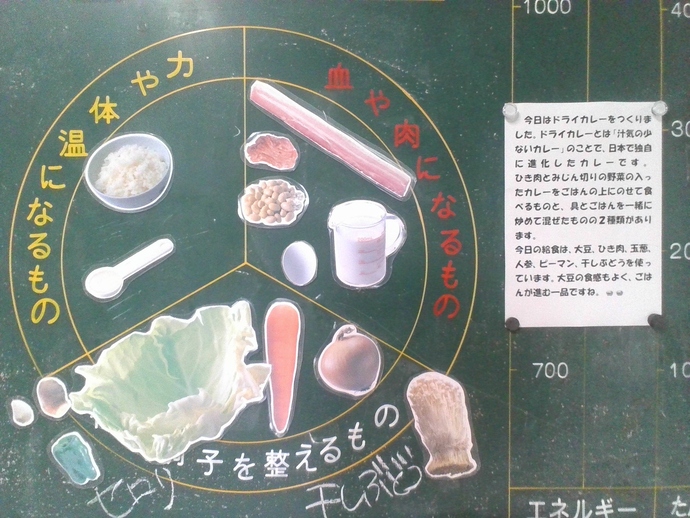 力や体温になるもの
血や肉になるもの
子を整えるもの
セロリ
干しぶどう
今日はドライカレーをつくりま
した。ドライカレーとは「汁気の少
ないカレー」のことで、日本で独自
に進化したカレーです。
ひき肉とみじん切りの野菜の入っ
たカレーをごはんの上にのせて食
べるものと、具とごはんを一緒に
炒めて混ぜたものの2種類があり
ます。
今日の給食は、大豆、ひき肉、玉葱、
人参、ピーマン、干しぶどうを使っ
ています。大豆の食感もよく、ごは
んが進む一品ですね。
1000
700
エネルギー